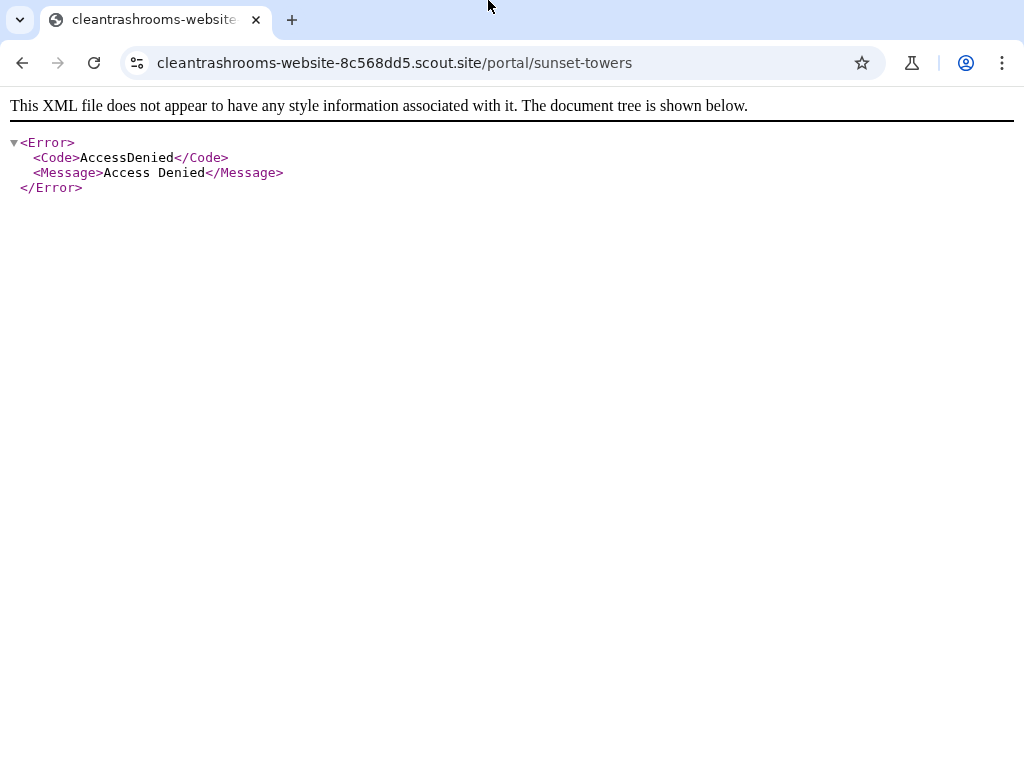 cleantrashrooms-website
cleantrashrooms-website-8c568dd5.scout.site/portal/sunset-towers
This XML file does not appear to have any style information associated with it. The document tree is shown below.
<Error>
<Code>AccessDenied</Code>
<Message>Access Denied</Message>
</Error>